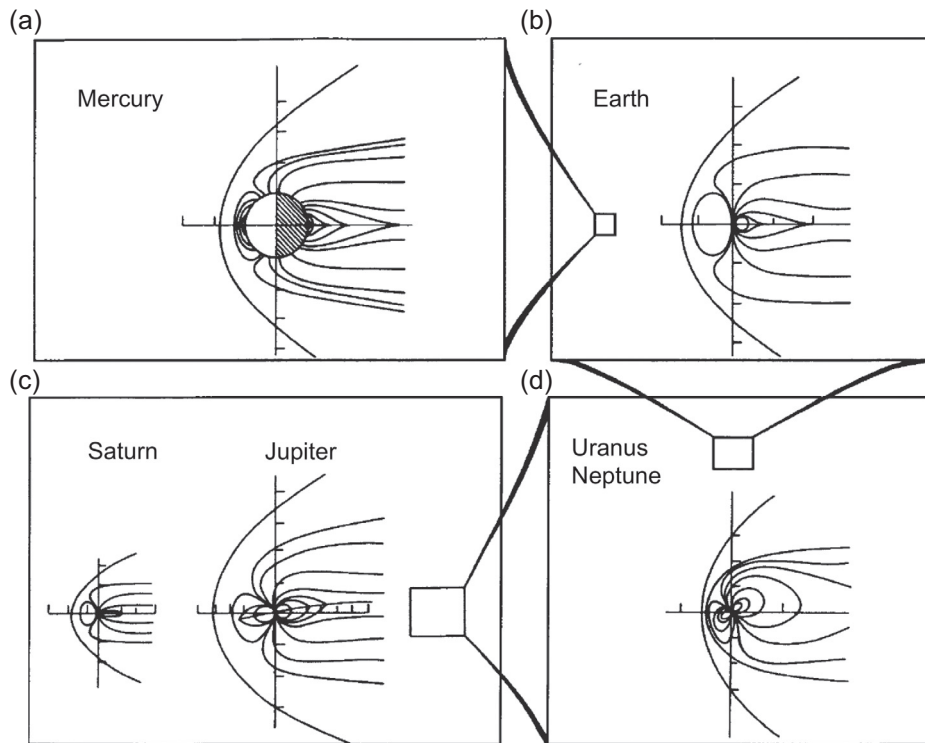 (a)
Mercury
(b)
Earth
(c)
Saturn
Jupiter
(d)
Uranus
Neptune